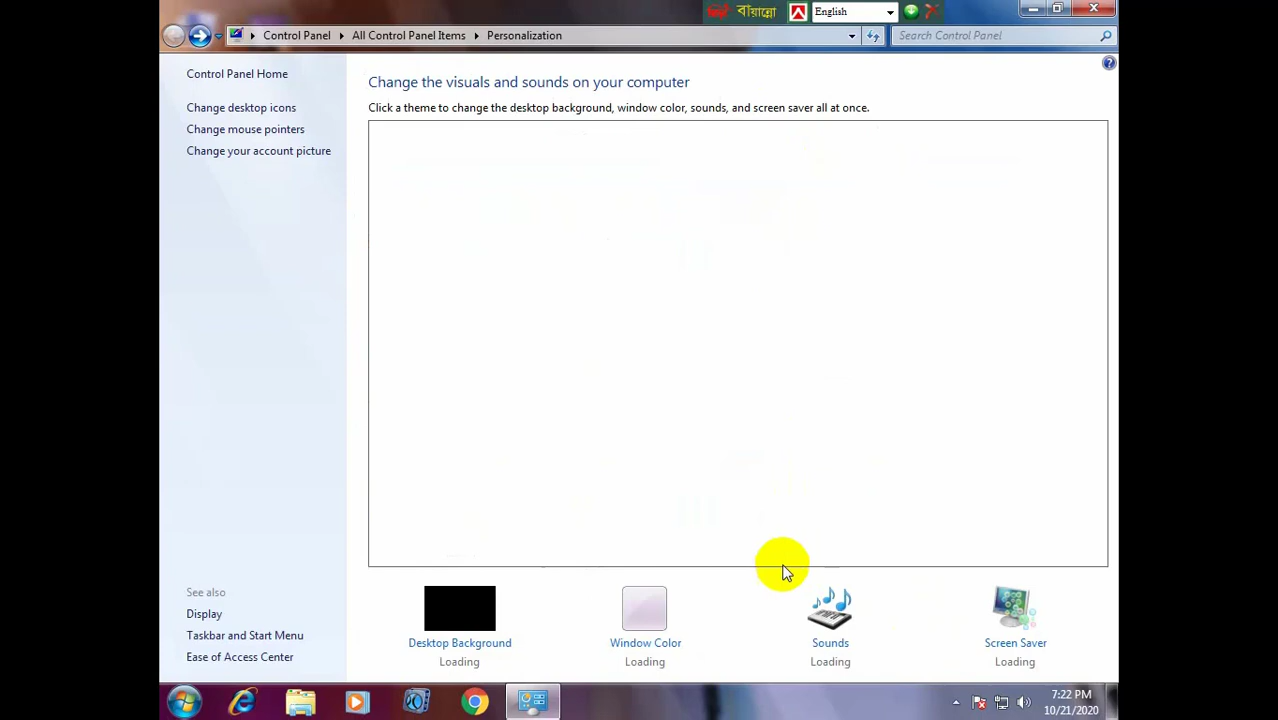 বাঁয়ান্নো English
Control Panel All Control Panel Items Personalization Search Control Panel
Control Panel Home
Change desktop icons
Change mouse pointers
Change your account picture
Change the visuals and sounds on your computer
Click a theme to change the desktop background, window color, sounds, and screen saver all at once.
See also
Display
Taskbar and Start Menu
Ease of Access Center
Desktop Background
Loading
Window Color
Loading
Sounds
Loading
Screen Saver
Loading
7:22 PM
10/21/2020